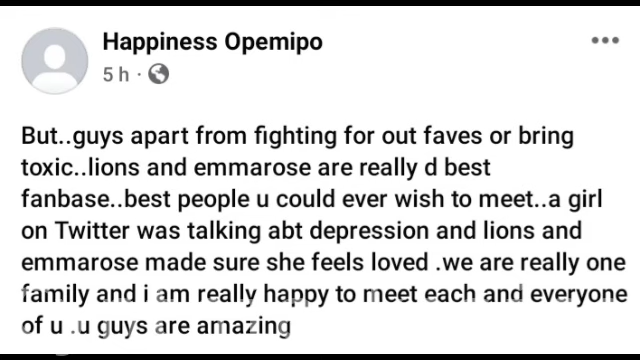 Happiness Opemipo
5 h ·
But..guys apart from fighting for out faves or bring
toxic..lions and emmarose are really d best
fanbase..best people u could ever wish to meet..a girl
on Twitter was talking abt depression and lions and
emmarose made sure she feels loved .we are really one
family and i am really happy to meet each and everyone
of u .u guys are amazing